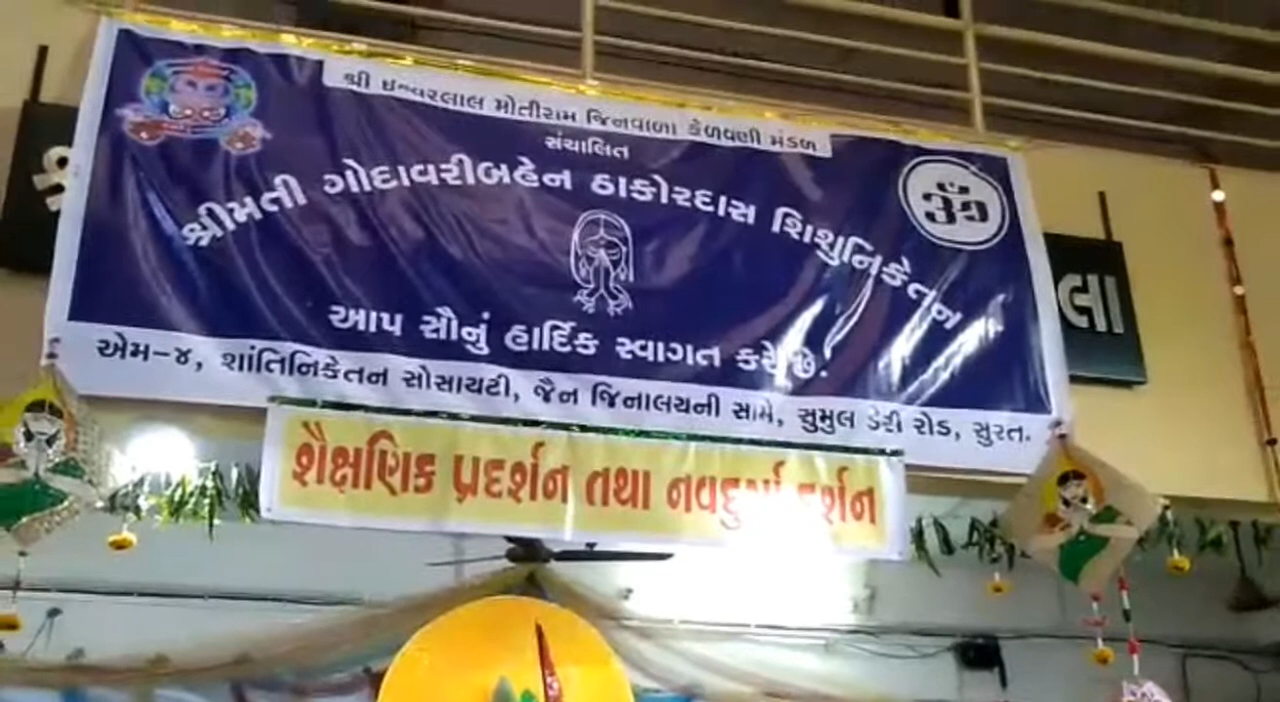 શ્રી ઇશ્વરલાલ મોતીરામ જિનવાળા કેળવણી મંડળ
સંચાલિત
શ્રીમતી ગોદાવરીબહેન ઠાકોરદાસ શિશુનિકેતન
ૐ
આપ સૌનું હાર્દિક સ્વાગત કરે છે.
એમ-૪, શાંતિનિકેતન સોસાયટી, જૈન જિનાલયની સામે, સુમુલ ડેરી રોડ, સુરત.
શૈક્ષણિક પ્રદર્શન તથા નવદુર્ગા દર્શન
લા